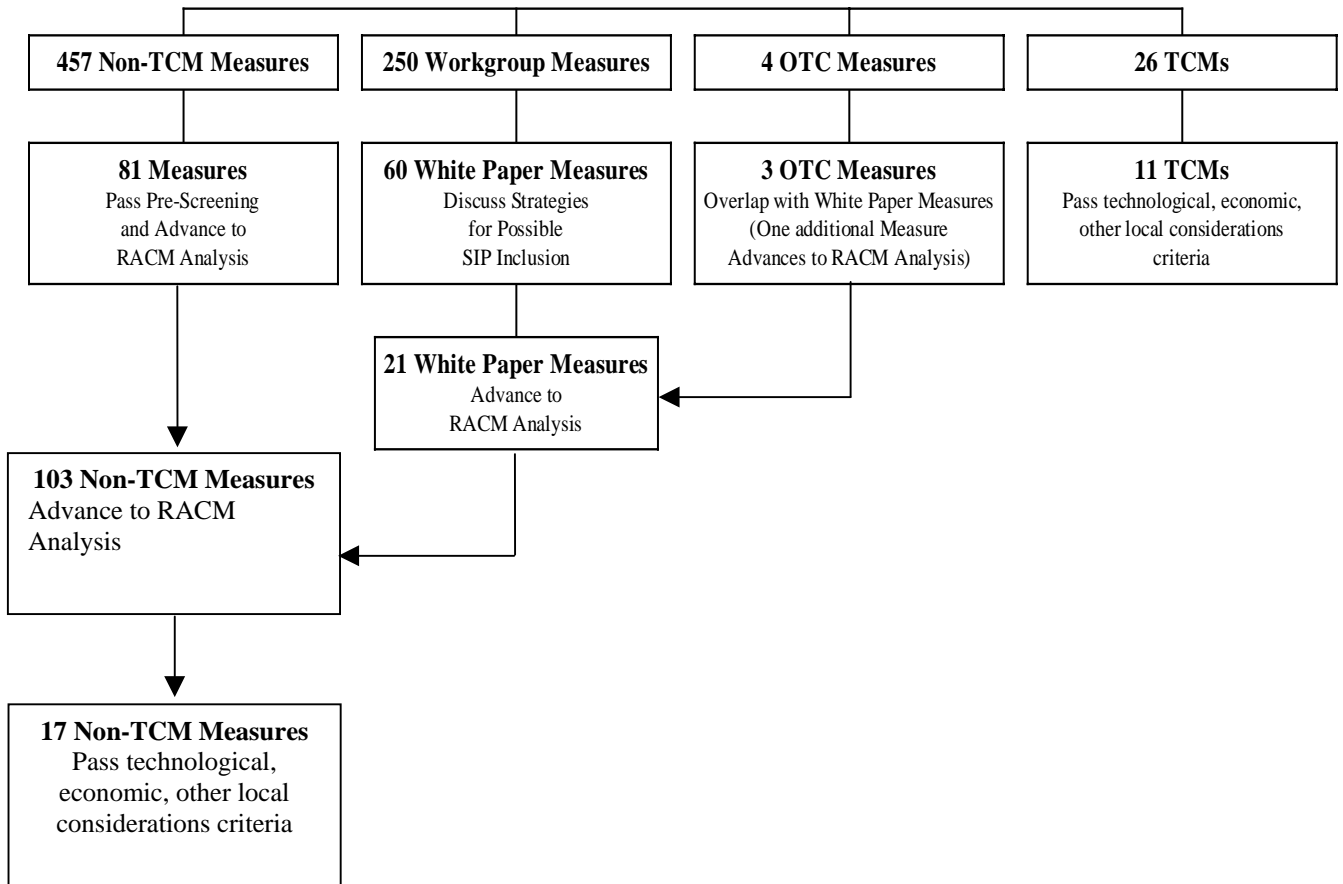 457 Non-TCM Measures
250 Workgroup Measures
4 OTC Measures
26 TCMs
81 Measures
Pass Pre-Screening
and Advance to
RACM Analysis
60 White Paper Measures
Discuss Strategies
for Possible
SIP Inclusion
3 OTC Measures
Overlap with White Paper Measures
(One additional Measure
Advances to RACM Analysis)
11 TCMs
Pass technological, economic,
other local considerations
criteria
21 White Paper Measures
Advance to
RACM Analysis
103 Non-TCM Measures
Advance to RACM
Analysis
17 Non-TCM Measures
Pass technological,
economic, other local
considerations criteria